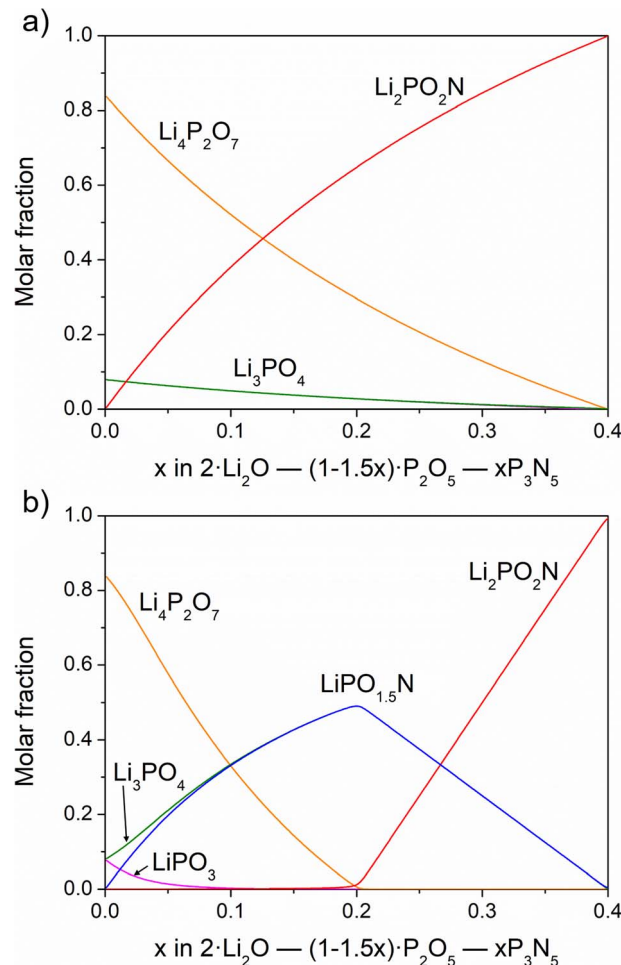 a)
1.0
0.8
0.6
0.4
0.2
0.0
Molar fraction
Li₄P₂O₇
Li₂PO₂N
Li₃PO₄
0.0 0.1 0.2 0.3 0.4
x in 2·Li₂O — (1-1.5x)·P₂O₅ — xP₃N₅
b)
1.0
0.8
0.6
0.4
0.2
0.0
Molar fraction
Li₄P₂O₇
Li₂PO₂N
LiPO₁.₅N
Li₃PO₄
LiPO₃
0.0 0.1 0.2 0.3 0.4
x in 2·Li₂O — (1-1.5x)·P₂O₅ — xP₃N₅